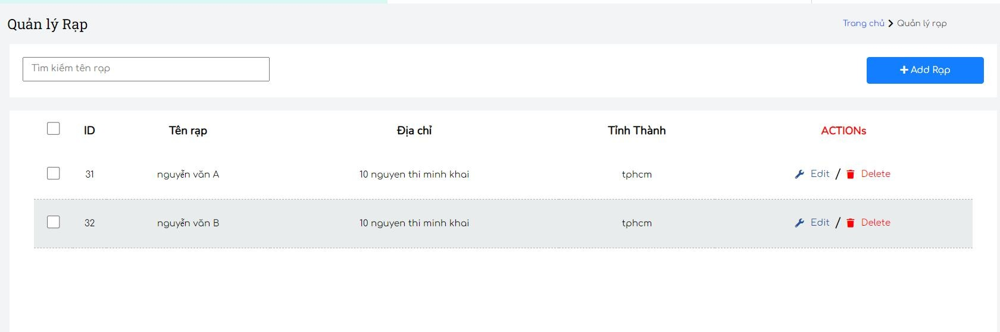 Quản lý Rạp
Trang chủ > Quản lý rạp
Tìm kiếm tên rạp
+ Add Rạp
ID Tên rạp Địa chỉ Tỉnh Thành ACTIONs
31 nguyễn văn A 10 nguyen thi minh khai tphcm Edit / Delete
32 nguyễn văn B 10 nguyen thi minh khai tphcm Edit / Delete